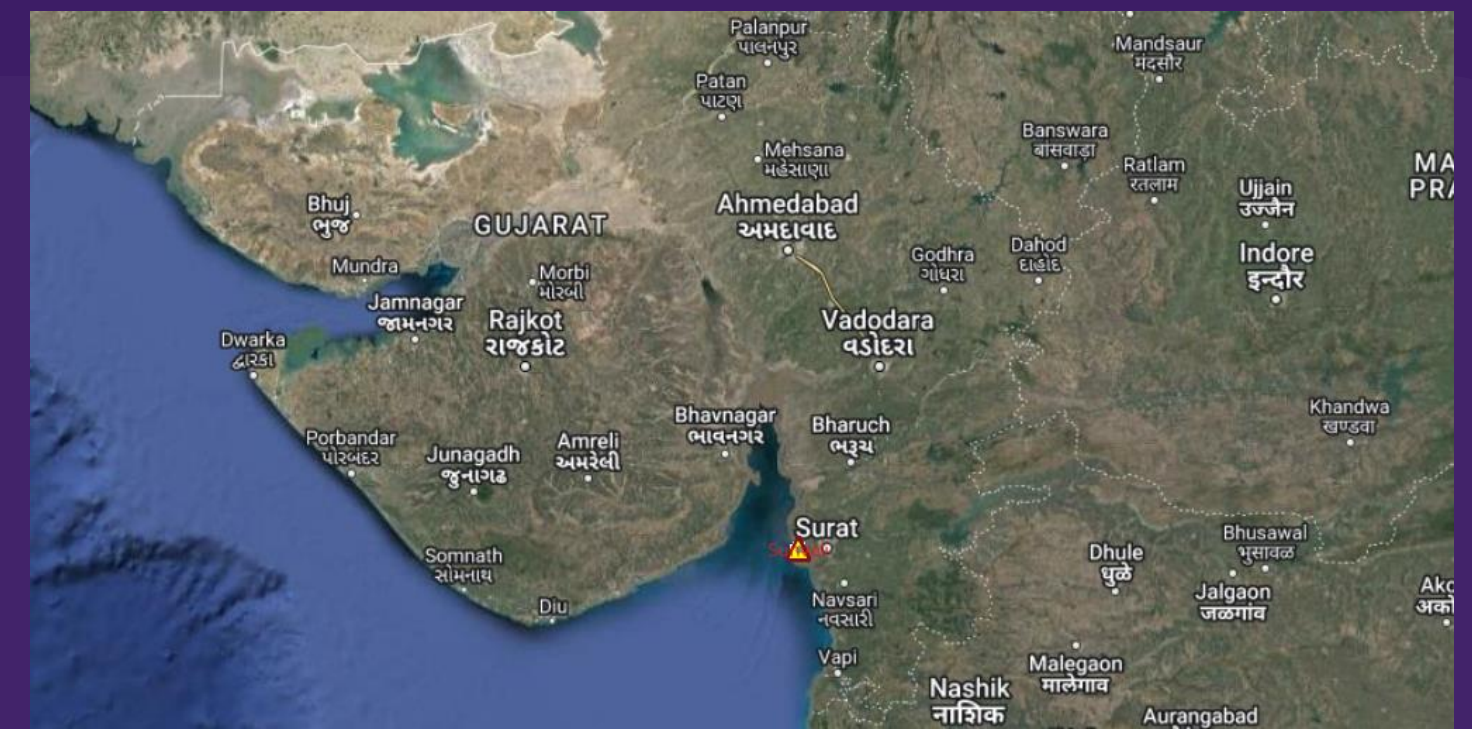 Palanpur
પાલનપુર
Mandsaur
मंदसौर
Patan
પાટણ
Banswara
बांसवाड़ा
Mehsana
મહેસાણા
Ratlam
रतलाम
MA
PRA
Ujjain
उज्जैन
Bhuj
ભુજ
GUJARAT
Ahmedabad
અમદાવાદ
Godhra
ગોધરા
Dahod
દાહોદ
Indore
इन्दौर
Mundra
Morbi
મોરબી
Jamnagar
જામનગર
Rajkot
રાજકોટ
Vadodara
વડોદરા
Dwarka
દ્વારકા
Khandwa
खण्डवा
Bhavnagar
ભાવનગર
Bharuch
ભરૂચ
Porbandar
પોરબંદર
Junagadh
જુનાગઢ
Amreli
અમરેલી
Surat
Somnath
સોમનાથ
Dhule
धुळे
Bhusawal
भुसावळ
Diu
Navsari
નવસારી
Jalgaon
जळगांव
Ako
अको
Vapi
Malegaon
मालेगाव
Nashik
नाशिक
Aurangabad